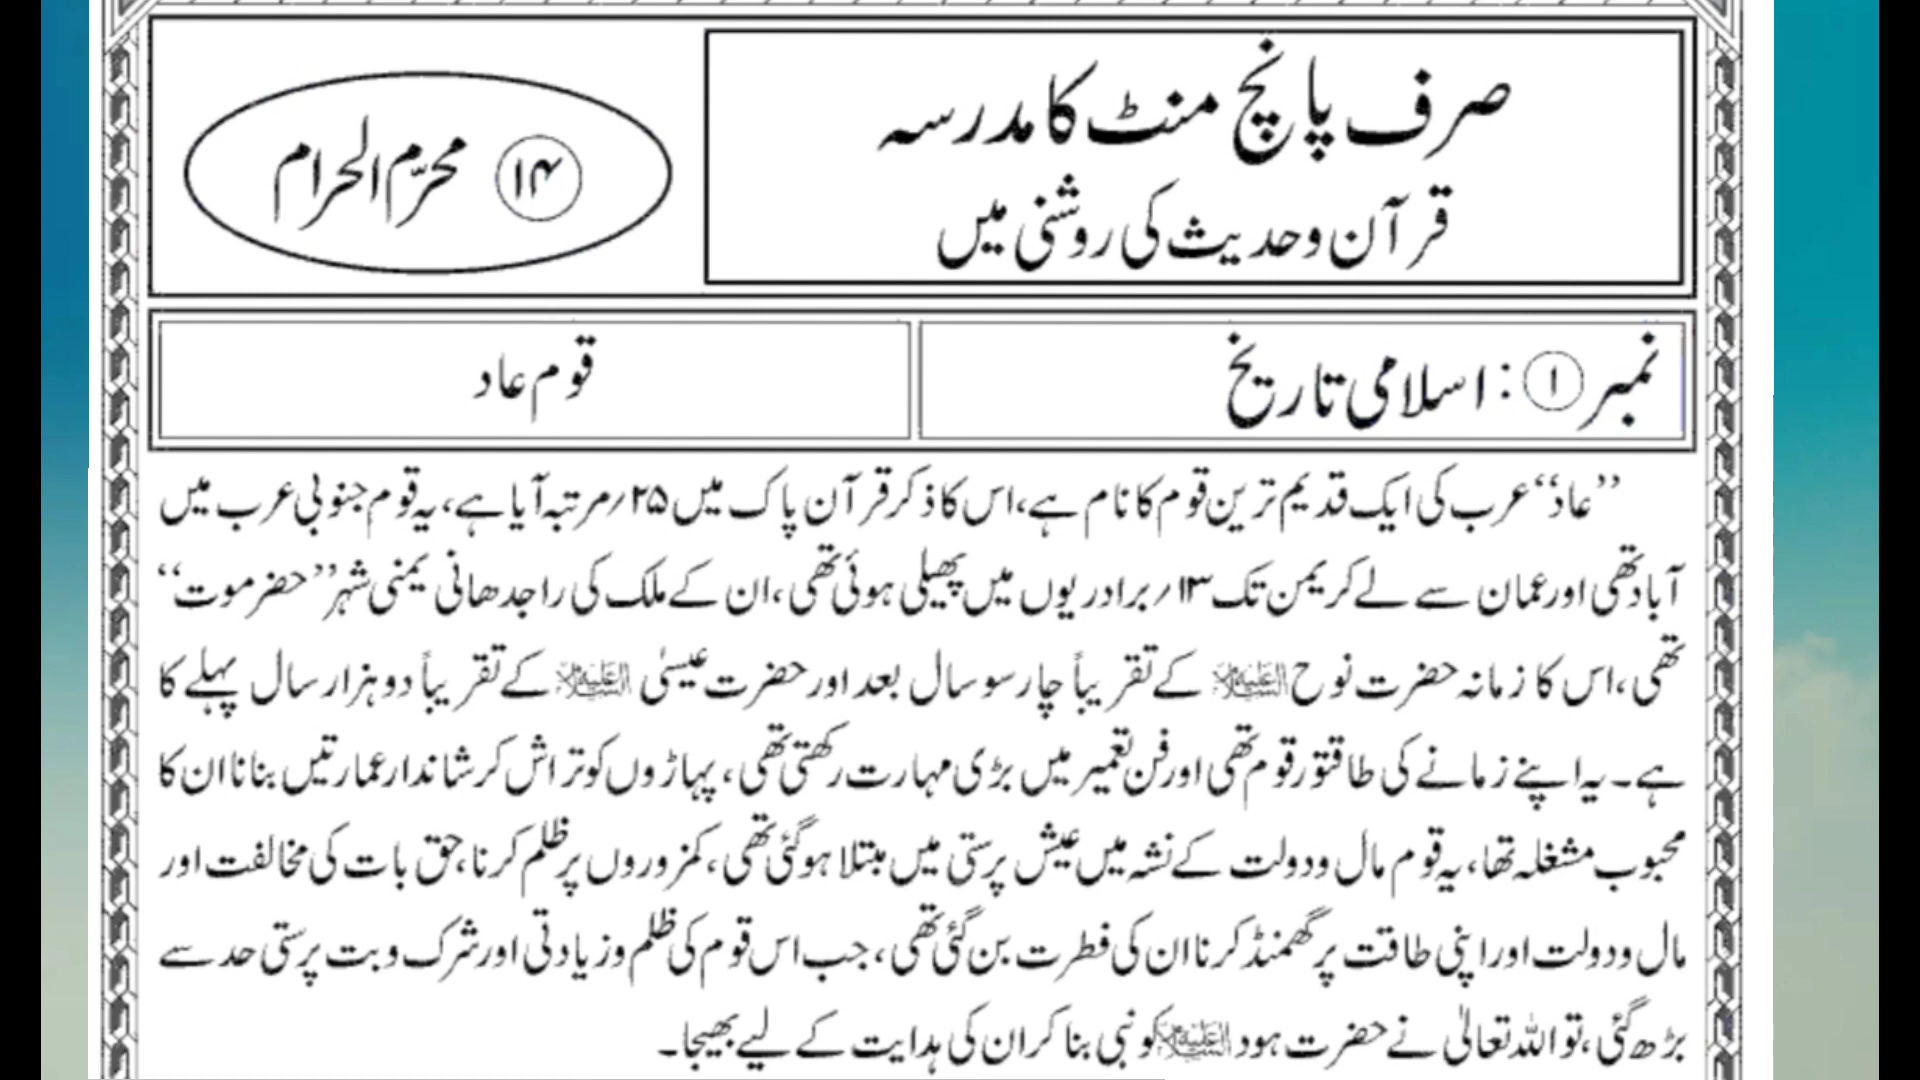 صرف پانچ منٹ کا مدرسہ
قرآن وحدیث کی روشنی میں
۱۴ محرّم الحرام
نمبر ۱ : اسلامی تاریخ
قوم عاد
”عاد“ عرب کی ایک قدیم ترین قوم کا نام ہے، اس کا ذکر قرآن پاک میں ۲۵؍مرتبہ آیا ہے، یہ قوم جنوبی عرب میں
آباد تھی اور عمان سے لے کر یمن تک ۱۳؍برادریوں میں پھیلی ہوئی تھی، ان کے ملک کی راجدھانی یمنی شہر ”حضرموت“
تھی، اس کا زمانہ حضرت نوح علیہ السلام کے تقریباً چار سو سال بعد اور حضرت عیسیٰ علیہ السلام کے تقریباً دو ہزار سال پہلے کا
ہے۔ یہ اپنے زمانے کی طاقتور قوم تھی اور فن تعمیر میں بڑی مہارت رکھتی تھی، پہاڑوں کو تراش کر شاندار عمارتیں بنانا ان کا
محبوب مشغلہ تھا، یہ قوم مال ودولت کے نشہ میں عیش پرستی میں مبتلا ہو گئی تھی، کمزوروں پر ظلم کرنا، حق بات کی مخالفت اور
مال ودولت اور اپنی طاقت پر گھمنڈ کرنا ان کی فطرت بن گئی تھی، جب اس قوم کی ظلم وزیادتی اور شرک وبت پرستی حد سے
بڑھ گئی، تو اللہ تعالیٰ نے حضرت ہود علیہ السلام کو نبی بنا کر ان کی ہدایت کے لیے بھیجا۔